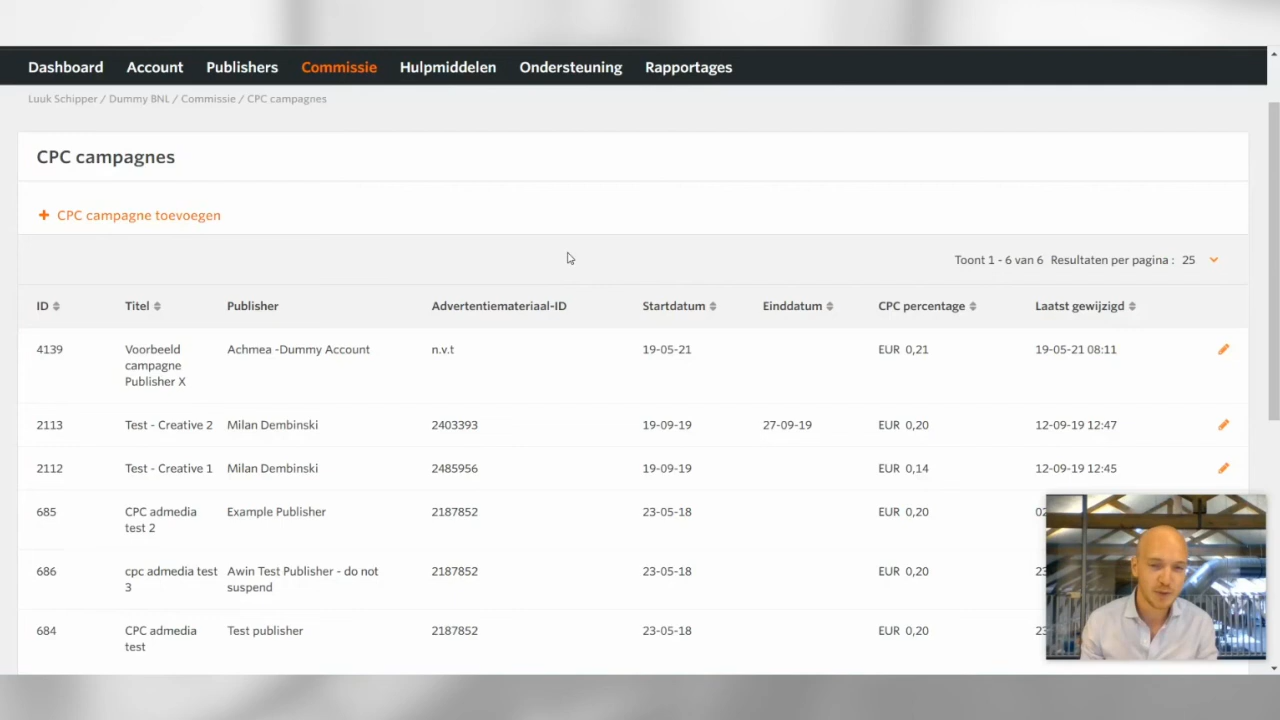 Dashboard Account Publishers Commissie Hulpmiddelen Ondersteuning Rapportages
Luuk Schipper / Dummy BNL / Commissie / CPC campagnes
CPC campagnes
+ CPC campagne toevoegen
Toont 1 - 6 van 6 Resultaten per pagina : 25
ID Titel Publisher Advertentiemateriaal-ID Startdatum Einddatum CPC percentage Laatst gewijzigd
4139 Voorbeeld Achmea -Dummy Account n.v.t 19-05-21 EUR 0,21 19-05-21 08:11
campagne
Publisher X
2113 Test - Creative 2 Milan Dembinski 2403393 19-09-19 27-09-19 EUR 0,20 12-09-19 12:47
2112 Test - Creative 1 Milan Dembinski 2485956 19-09-19 EUR 0,14 12-09-19 12:45
685 CPC admedia Example Publisher 2187852 23-05-18 EUR 0,20
test 2
686 cpc admedia test Awin Test Publisher - do not 2187852 23-05-18 EUR 0,20
3 suspend
684 CPC admedia Test publisher 2187852 23-05-18 EUR 0,20
test